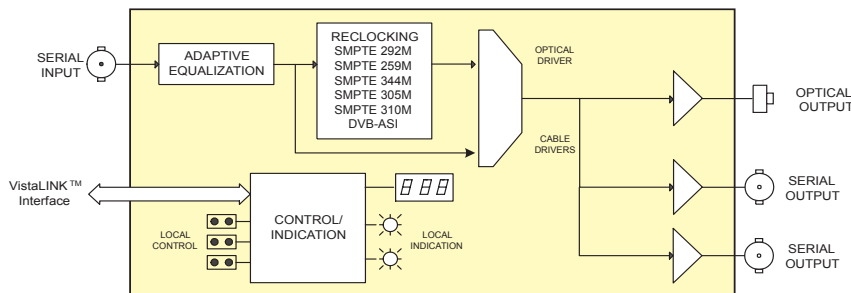 SERIAL
INPUT
ADAPTIVE
EQUALIZATION
RECLOCKING
SMPTE 292M
SMPTE 259M
SMPTE 344M
SMPTE 305M
SMPTE 310M
DVB-ASI
OPTICAL
DRIVER
OPTICAL
OUTPUT
CABLE
DRIVERS
VistaLINK™
Interface
CONTROL/
INDICATION
LOCAL
CONTROL
888
LOCAL
INDICATION
SERIAL
OUTPUT
SERIAL
OUTPUT